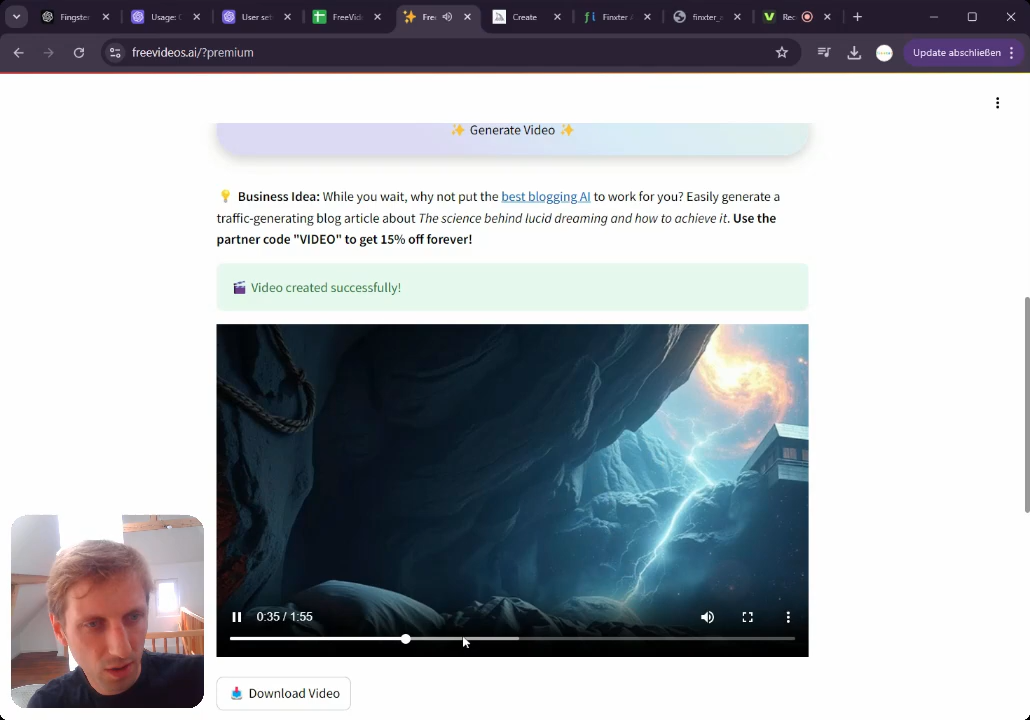 Fingster
Usage: (
User set
FreeVide
Free
Create
Finxter A
finxter_a
Rec
freevideos.ai/?premium
Update abschließen
✨ Generate Video ✨
💡 Business Idea: While you wait, why not put the best blogging AI to work for you? Easily generate a
traffic-generating blog article about The science behind lucid dreaming and how to achieve it. Use the
partner code "VIDEO" to get 15% off forever!
🎬 Video created successfully!
0:35 / 1:55
📥 Download Video